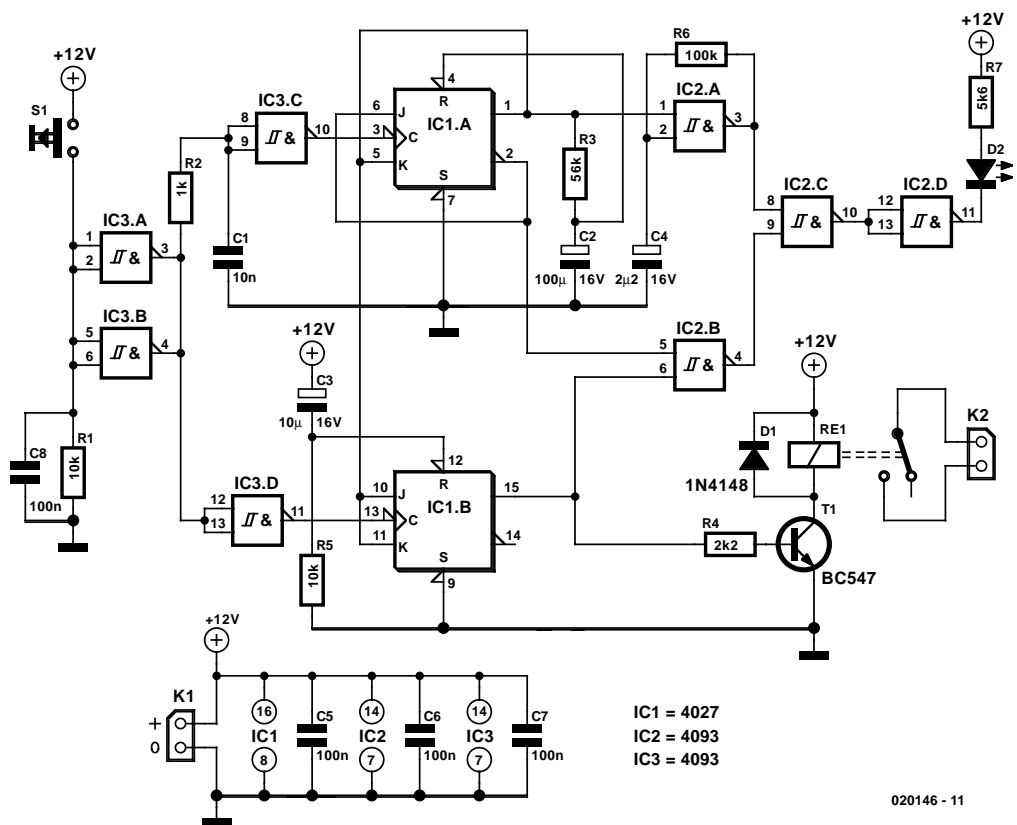 +12V
S1
R2
1k
IC3.A
1
2
&
3
IC3.B
5
6
&
4
C8
100n
R1
10k
IC3.C
8
9
&
10
C1
10n
IC3.D
12
13
&
11
6
3
5
J
C
K
R
4
IC1.A
S
7
1
2
R3
56k
C2
100µ
16V
C4
2µ2
16V
R6
100k
IC2.A
1
2
&
3
IC2.B
5
6
&
4
IC2.C
8
9
&
10
IC2.D
12
13
&
11
+12V
R7
5k6
D2
+12V
C3
10µ
16V
R5
10k
10
13
11
J
C
K
R
12
IC1.B
S
9
15
14
R4
2k2
T1
BC547
+12V
D1
1N4148
RE1
K2
+12V
K1
+
0
16
IC1
8
C5
100n
14
IC2
7
C6
100n
14
IC3
7
C7
100n
IC1 = 4027
IC2 = 4093
IC3 = 4093
020146 - 11